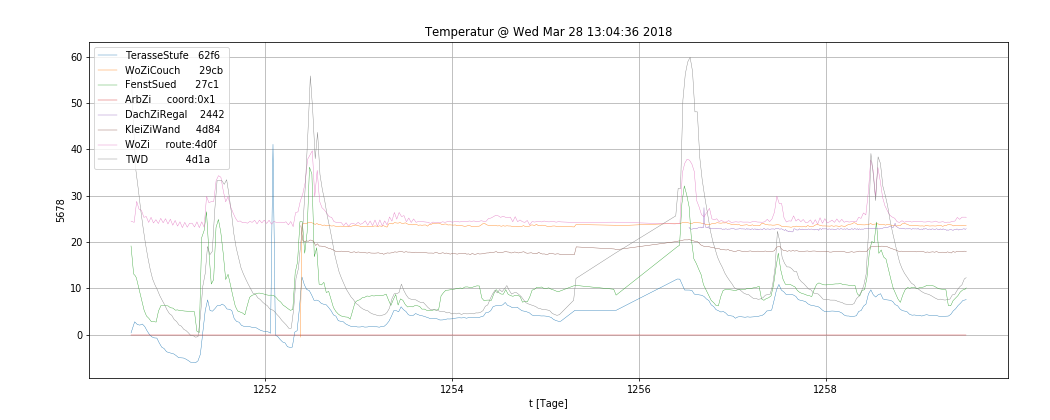 Temperatur @ Wed Mar 28 13:04:36 2018
60
50
40
30
20
10
0
5678
TerasseStufe 62f6
WoZiCouch 29cb
FenstSued 27c1
ArbZi coord:0x1
DachZiRegal 2442
KleiZiWand 4d84
WoZi route:4d0f
TWD 4d1a
1252 1254 1256 1258
t [Tage]